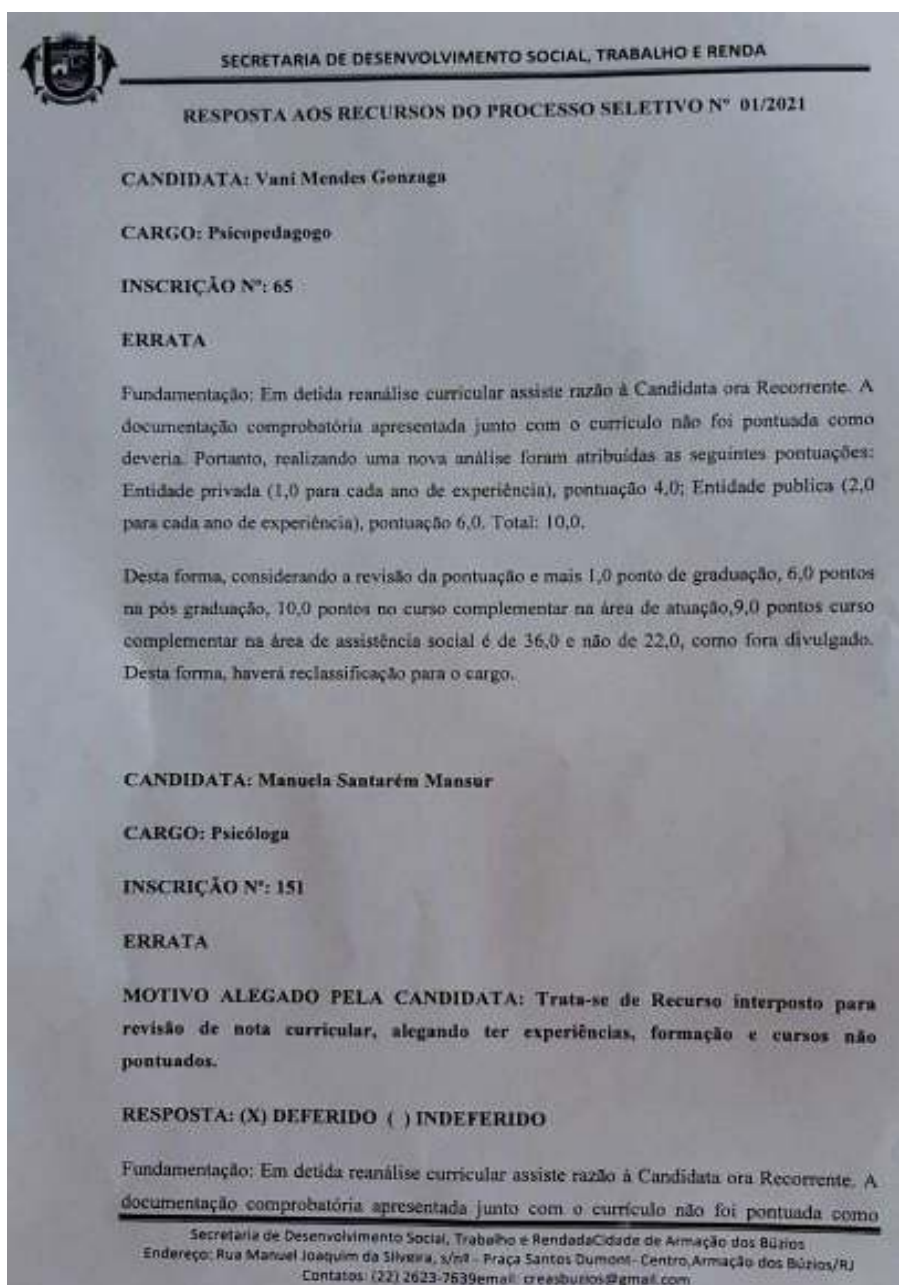 SECRETARIA DE DESENVOLVIMENTO SOCIAL, TRABALHO E RENDA
RESPOSTA AOS RECURSOS DO PROCESSO SELETIVO Nº 01/2021
CANDIDATA: Vani Mendes Gonzaga
CARGO: Psicopedagogo
INSCRIÇÃO Nº: 65
ERRATA
Fundamentação: Em detida reanálise curricular assiste razão à Candidata ora Recorrente. A
documentação comprobatória apresentada junto com o currículo não foi pontuada como
deveria. Portanto, realizando uma nova análise foram atribuídas as seguintes pontuações:
Entidade privada (1,0 para cada ano de experiência), pontuação 4,0; Entidade publica (2,0
para cada ano de experiência), pontuação 6,0. Total: 10,0.
Desta forma, considerando a revisão da pontuação e mais 1,0 ponto de graduação, 6,0 pontos
na pós graduação, 10,0 pontos no curso complementar na área de atuação,9,0 pontos curso
complementar na área de assistência social é de 36,0 e não de 22,0, como fora divulgado.
Desta forma, haverá reclassificação para o cargo.
CANDIDATA: Manuela Santarém Mansur
CARGO: Psicóloga
INSCRIÇÃO Nº: 151
ERRATA
MOTIVO ALEGADO PELA CANDIDATA: Trata-se de Recurso interposto para
revisão de nota curricular, alegando ter experiências, formação e cursos não
pontuados.
RESPOSTA: (X) DEFERIDO ( ) INDEFERIDO
Fundamentação: Em detida reanálise curricular assiste razão à Candidata ora Recorrente. A
documentação comprobatória apresentada junto com o currículo não foi pontuada como
Secretaria de Desenvolvimento Social, Trabalho e RendadaCidade de Armação dos Búzios
Endereço: Rua Manuel Joaquim da Silveira, s/nº - Praça Santos Dumont- Centro,Armação dos Búzios/RJ
Contatos: (22) 2623-7639email: creasbuzios@gmail.com